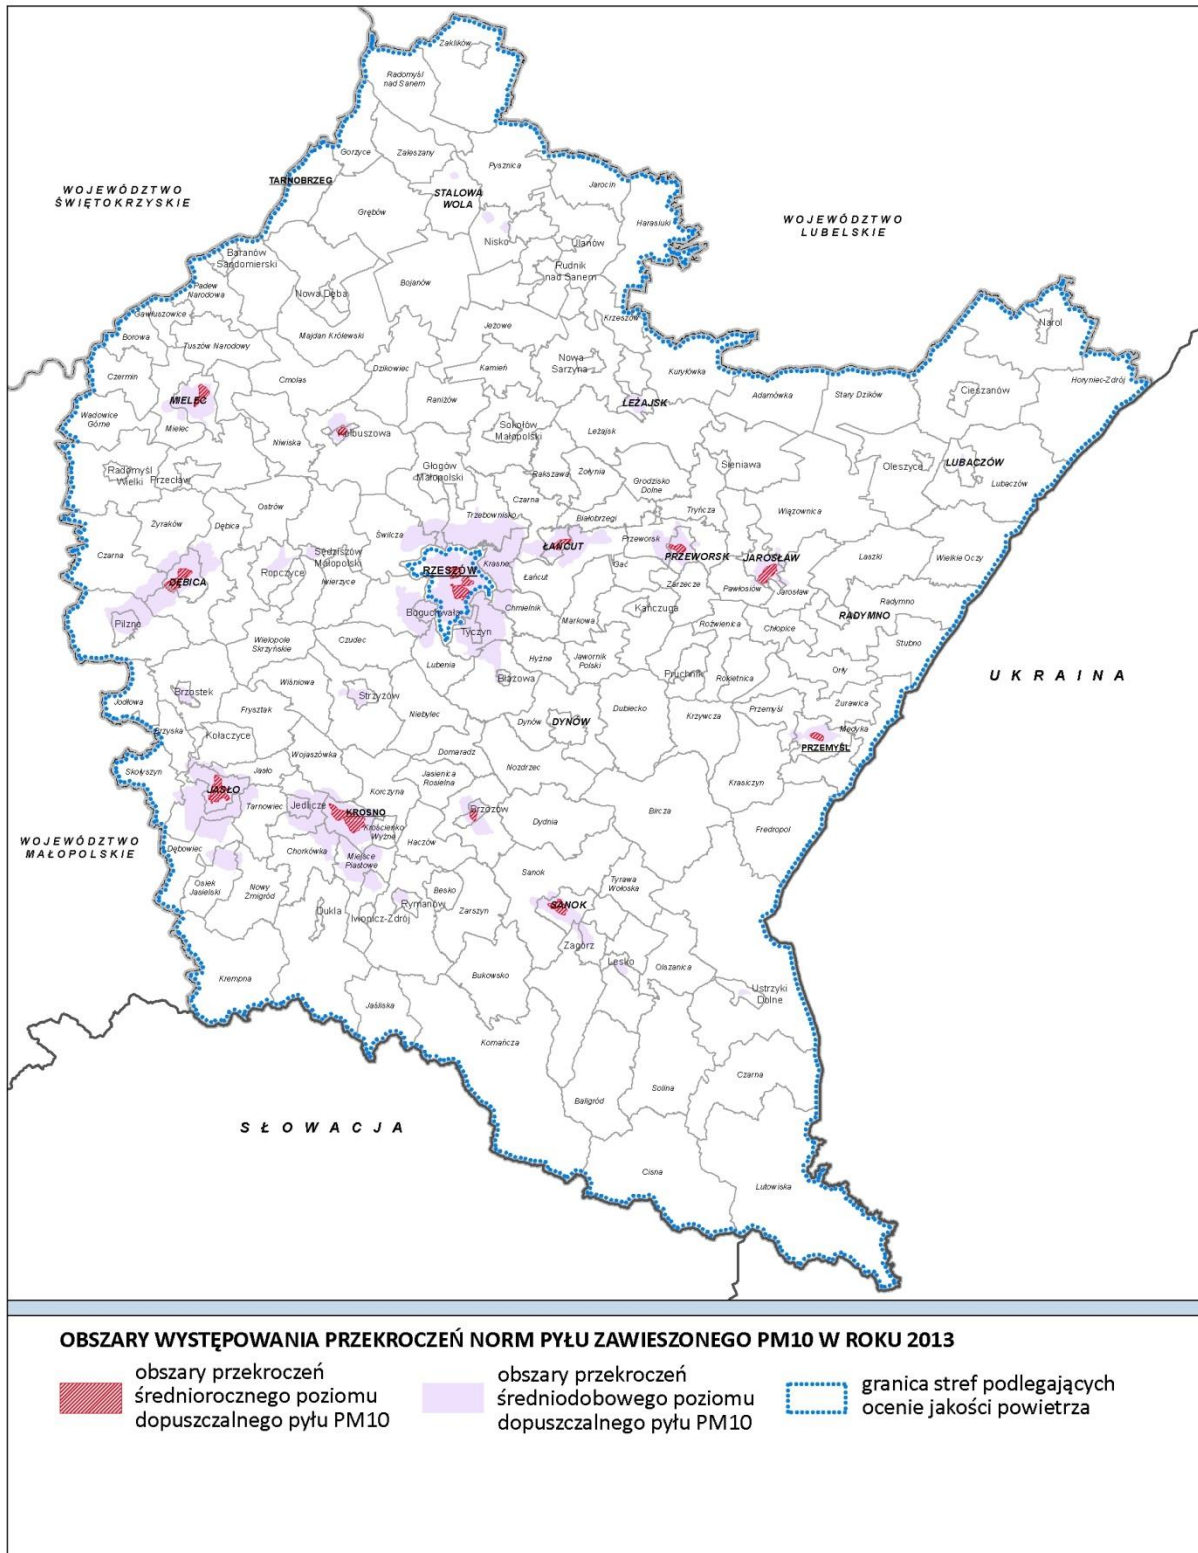 Zaklików
Radomyśl
nad Sanem
Gorzyce
Zaleszany
Pysznica
TARNOBRZEG
WOJEWÓDZTWO
ŚWIĘTOKRZYSKIE
STALOWA
WOLA
Jarocin
Grębów
Harasiuki
WOJEWÓDZTWO
LUBELSKIE
Nisko
Ulanów
Baranów
Sandomierski
Rudnik
nad Sanem
Padew
Narodowa
Nowa Dęba
Bojanów
Gawłuszowice
Krzeszów
Borowa
Majdan Królewski
Jeżowe
Narol
Tuszów Narodowy
Nowa
Sarzyna
Czermin
Cmolas
Dzikowiec
Kamień
Kuryłówka
Horyniec-Zdrój
MIELEC
Raniżów
LEŻAJSK
Adamówka
Stary Dzików
Cieszanów
Wadowice
Górne
Mielec
Kolbuszowa
Sokołów
Małopolski
Leżajsk
Niwiska
Radomyśl
Wielki
Przecław
Głogów
Małopolski
Rakszawa
Żołynia
Sieniawa
Oleszyce
LUBACZÓW
Grodzisko
Dolne
Lubaczów
Ostrów
Czarna
Trzebownisko
Białobrzegi
Tryńcza
Wiązownica
Żyraków
Dębica
Świlcza
Czarna
Sędziszów
Małopolski
ŁAŃCUT
Przeworsk
PRZEWORSK
JAROSŁAW
Laszki
Wielkie Oczy
Ropczyce
Iwierzyce
RZESZÓW
Krasne
Łańcut
Gać
DĘBICA
Zarzecze
Pawłosiów
Jarosław
Radymno
Pilzno
Boguchwała
Chmielnik
Kańczuga
RADYMNO
Tyczyn
Markowa
Roźwienica
Chłopice
Wielopole
Skrzyńskie
Czudec
Stubno
Lubenia
Hyżne
Jawornik
Polski
Orły
UKRAINA
Wiśniowa
Błażowa
Pruchnik
Rokietnica
Brzostek
Strzyżów
Jodłowa
Frysztak
Niebylec
Dubiecko
Krzywcza
Przemyśl
Żurawica
Brzyska
Kołaczyce
Dynów
DYNÓW
Medyka
PRZEMYŚL
Wojaszówka
Domaradz
Nozdrzec
Skołyszyn
Jasło
Jasienica
Rosielna
Krasiczyn
JASŁO
Tarnowiec
Jedlicze
Korczyna
KROSNO
Brzozów
Bircza
Krościenko
Wyżne
Dydnia
Fredropol
WOJEWÓDZTWO
MAŁOPOLSKIE
Dębowiec
Chorkówka
Miejsce
Piastowe
Haczów
Osiek
Jasielski
Nowy
Żmigród
Sanok
Tyrawa
Wołoska
Besko
Dukla
Iwonicz-Zdrój
Rymanów
Zarszyn
SANOK
Zagórz
Lesko
Olszanica
Krempna
Bukowsko
Ustrzyki
Dolne
Jaśliska
Komańcza
Czarna
Solina
Baligród
SŁOWACJA
Cisna
Lutowiska
OBSZARY WYSTĘPOWANIA PRZEKROCZEŃ NORM PYŁU ZAWIESZONEGO PM10 W ROKU 2013
obszary przekroczeń
średniorocznego poziomu
dopuszczalnego pyłu PM10
obszary przekroczeń
średniodobowego poziomu
dopuszczalnego pyłu PM10
granica stref podlegających
ocenie jakości powietrza